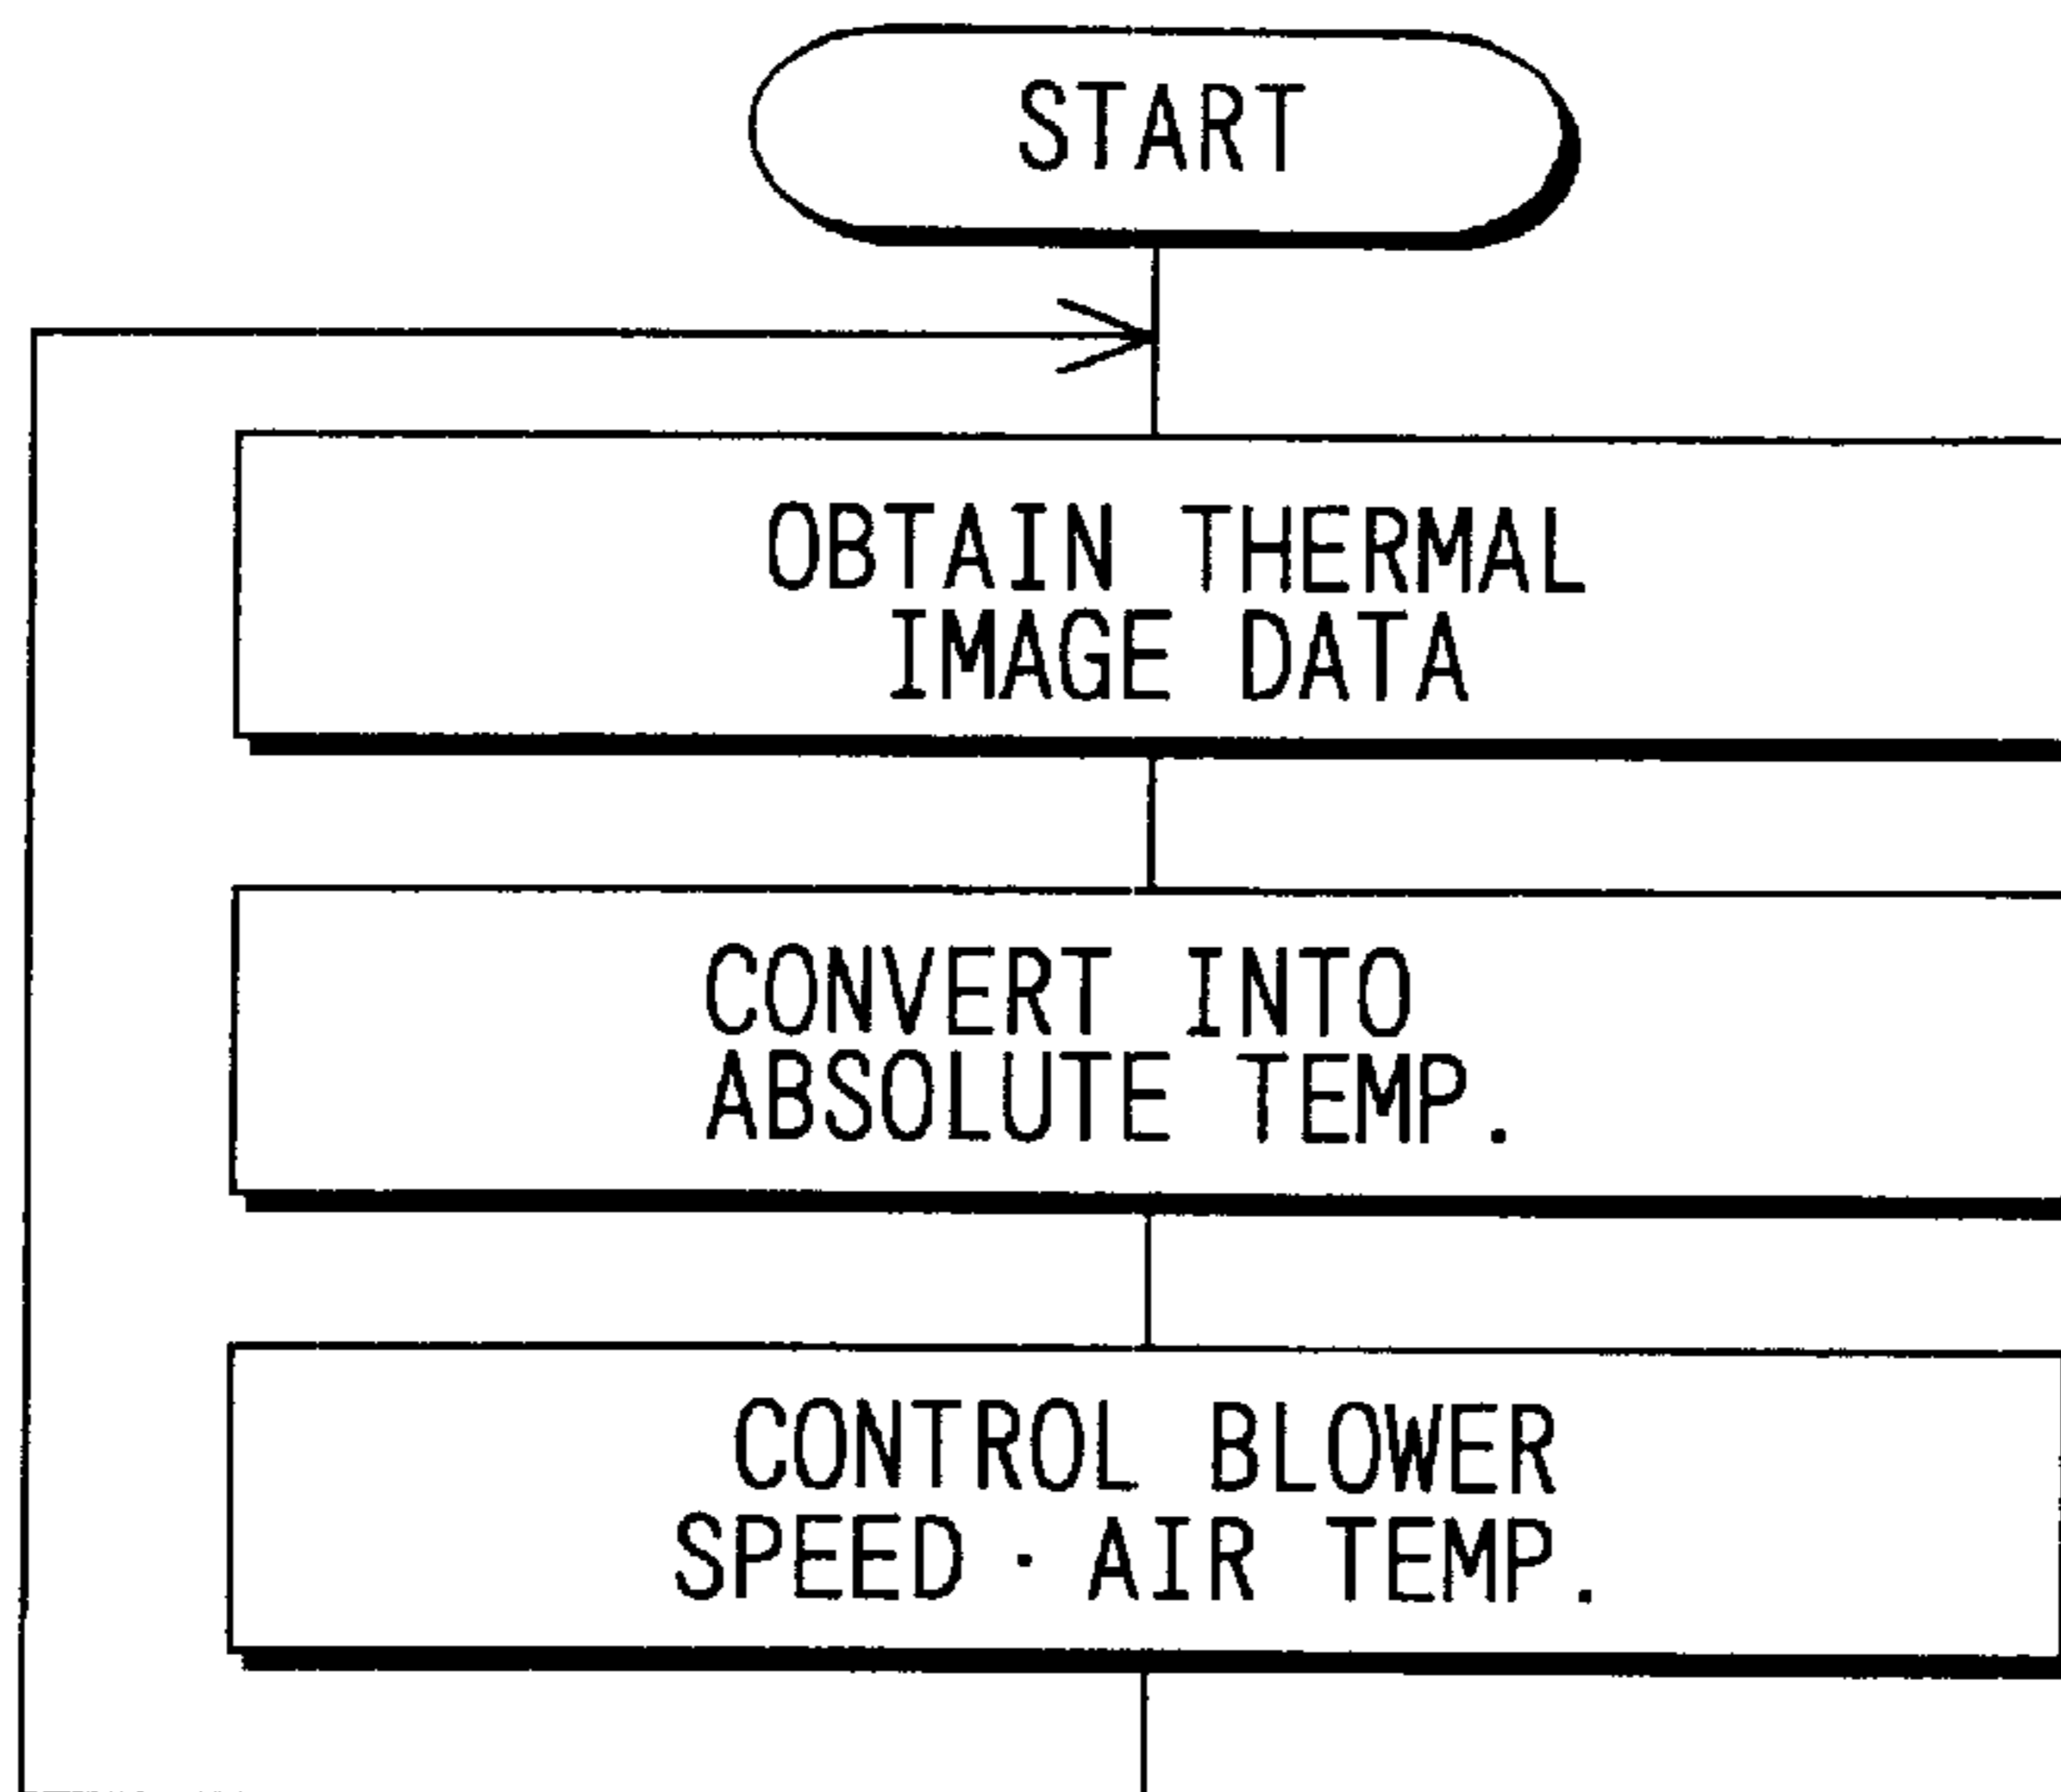 START
OBTAIN THERMAL
IMAGE DATA
CONVERT INTO
ABSOLUTE TEMP.
CONTROL BLOWER
SPEED · AIR TEMP.